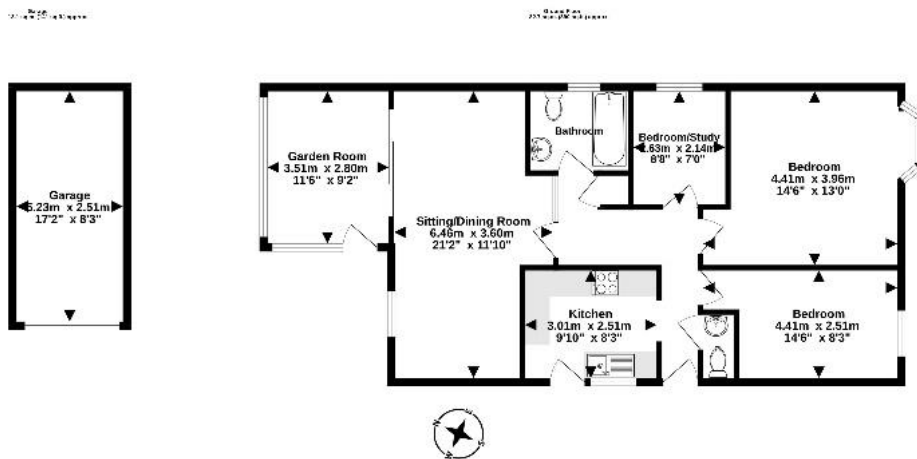 Garage
Ground Floor
Garden Room
3.51m x 2.80m
11'6" x 9'2"
Bathroom
Bedroom/Study
2.63m x 2.14m
8'8" x 7'0"
Bedroom
4.41m x 3.96m
14'6" x 13'0"
Garage
5.23m x 2.51m
17'2" x 8'3"
Sitting/Dining Room
6.46m x 3.60m
21'2" x 11'10"
Kitchen
3.01m x 2.51m
9'10" x 8'3"
Bedroom
4.41m x 2.51m
14'6" x 8'3"